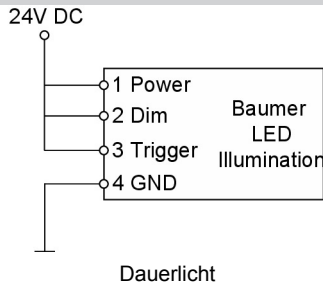 24V DC
1 Power
2 Dim
3 Trigger
4 GND
Baumer
LED
Illumination
Dauerlicht